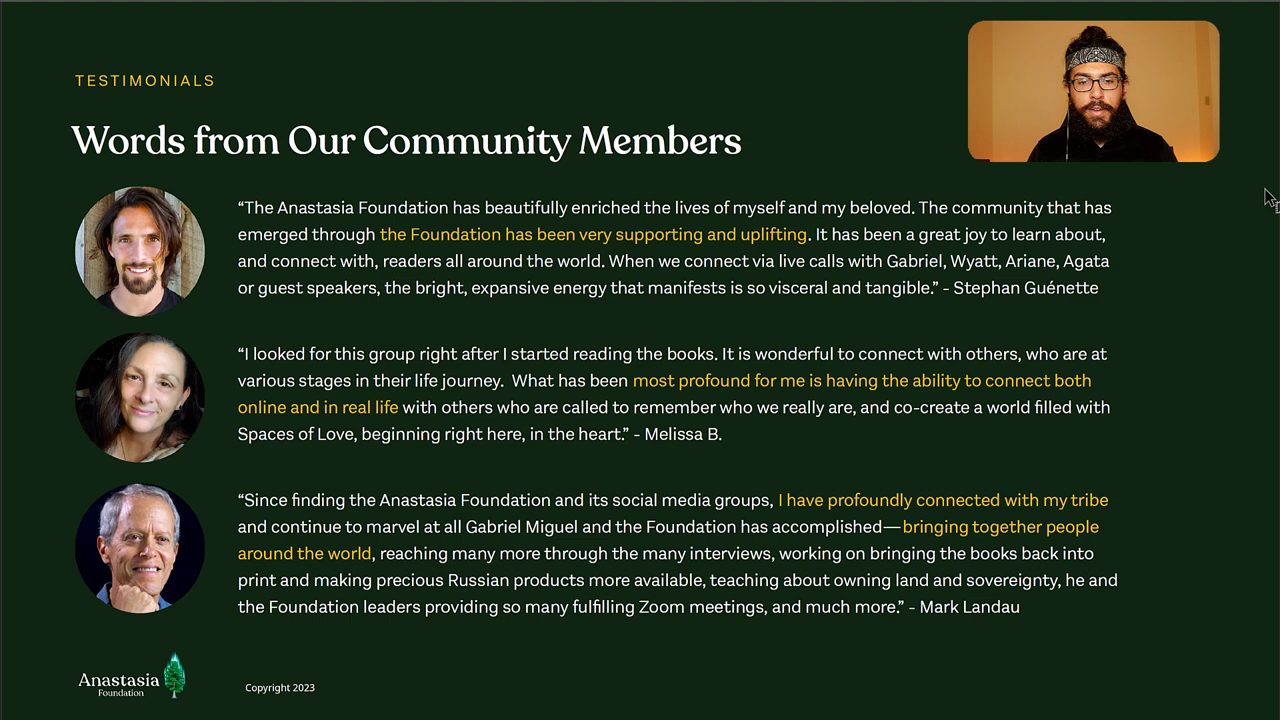 TESTIMONIALS
Words from Our Community Members
“The Anastasia Foundation has beautifully enriched the lives of myself and my beloved. The community that has
emerged through the Foundation has been very supporting and uplifting. It has been a great joy to learn about,
and connect with, readers all around the world. When we connect via live calls with Gabriel, Wyatt, Ariane, Agata
or guest speakers, the bright, expansive energy that manifests is so visceral and tangible.” - Stephan Guénette
“I looked for this group right after I started reading the books. It is wonderful to connect with others, who are at
various stages in their life journey.  What has been most profound for me is having the ability to connect both
online and in real life with others who are called to remember who we really are, and co-create a world filled with
Spaces of Love, beginning right here, in the heart.” - Melissa B.
“Since finding the Anastasia Foundation and its social media groups, I have profoundly connected with my tribe
and continue to marvel at all Gabriel Miguel and the Foundation has accomplished—bringing together people
around the world, reaching many more through the many interviews, working on bringing the books back into
print and making precious Russian products more available, teaching about owning land and sovereignty, he and
the Foundation leaders providing so many fulfilling Zoom meetings, and much more.” - Mark Landau
Anastasia
Foundation
Copyright 2023